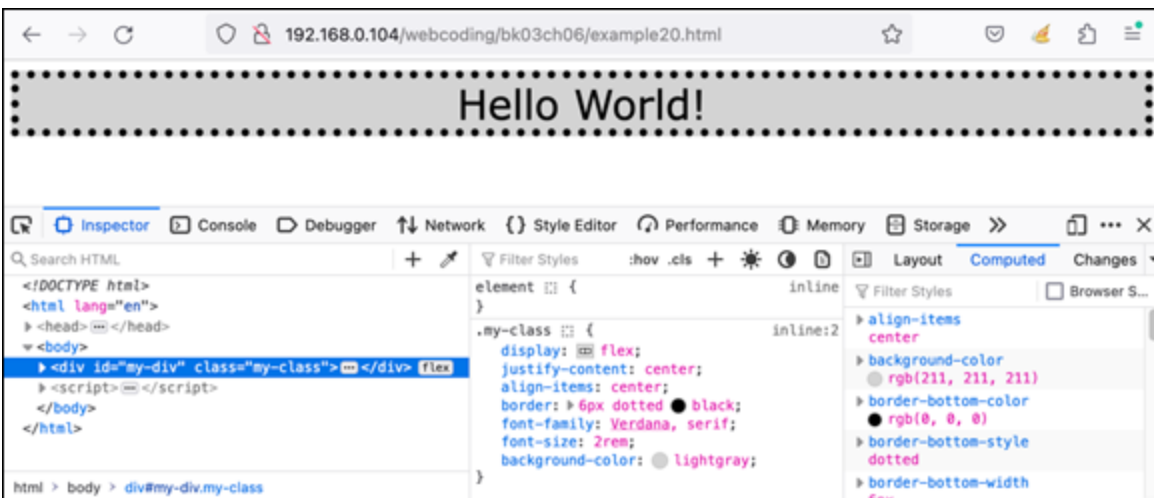 192.168.0.104/webcoding/bk03ch06/example20.html
Hello World!
Inspector Console Debugger Network {} Style Editor Performance Memory Storage
Search HTML
<!DOCTYPE html>
<html lang="en">
<head> </head>
<body>
<div id="my-div" class="my-class"> </div> flex
<script> </script>
</body>
</html>
html > body > div#my-div.my-class
Filter Styles :hov .cls +
element { inline
}
.my-class { inline:2
display: flex;
justify-content: center;
align-items: center;
border: 6px dotted black;
font-family: Verdana, serif;
font-size: 2rem;
background-color: lightgray;
}
Layout Computed Changes
Filter Styles Browser S...
align-items
center
background-color
rgb(211, 211, 211)
border-bottom-color
rgb(0, 0, 0)
border-bottom-style
dotted
border-bottom-width